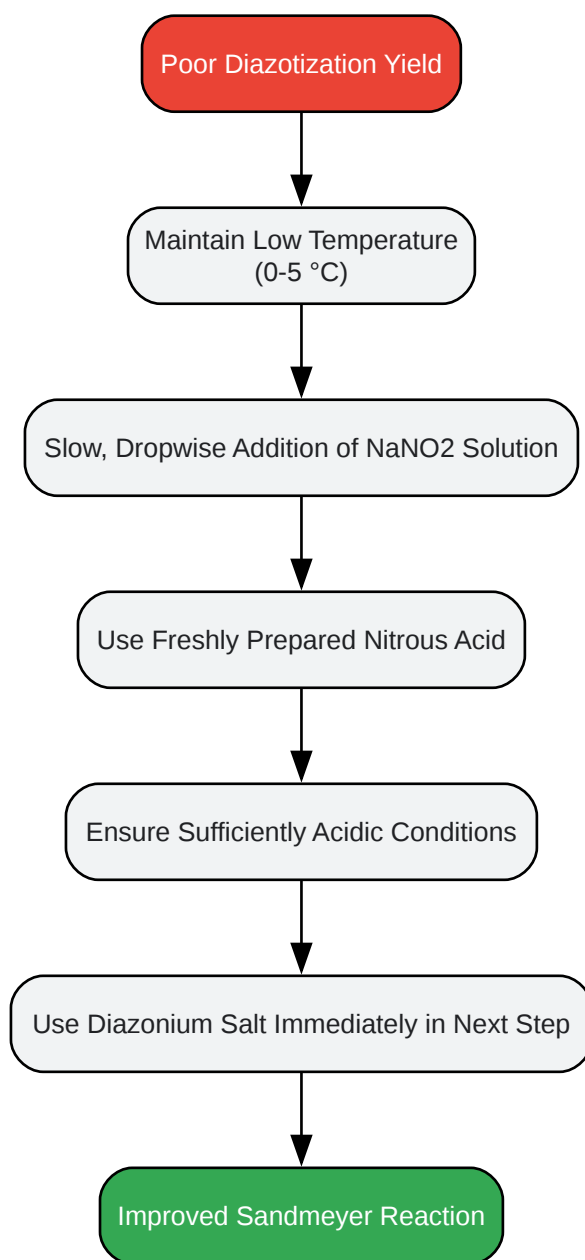 Poor Diazotization Yield
Maintain Low Temperature
(0-5 °C)
Slow, Dropwise Addition of NaNO2 Solution
Use Freshly Prepared Nitrous Acid
Ensure Sufficiently Acidic Conditions
Use Diazonium Salt Immediately in Next Step
Improved Sandmeyer Reaction